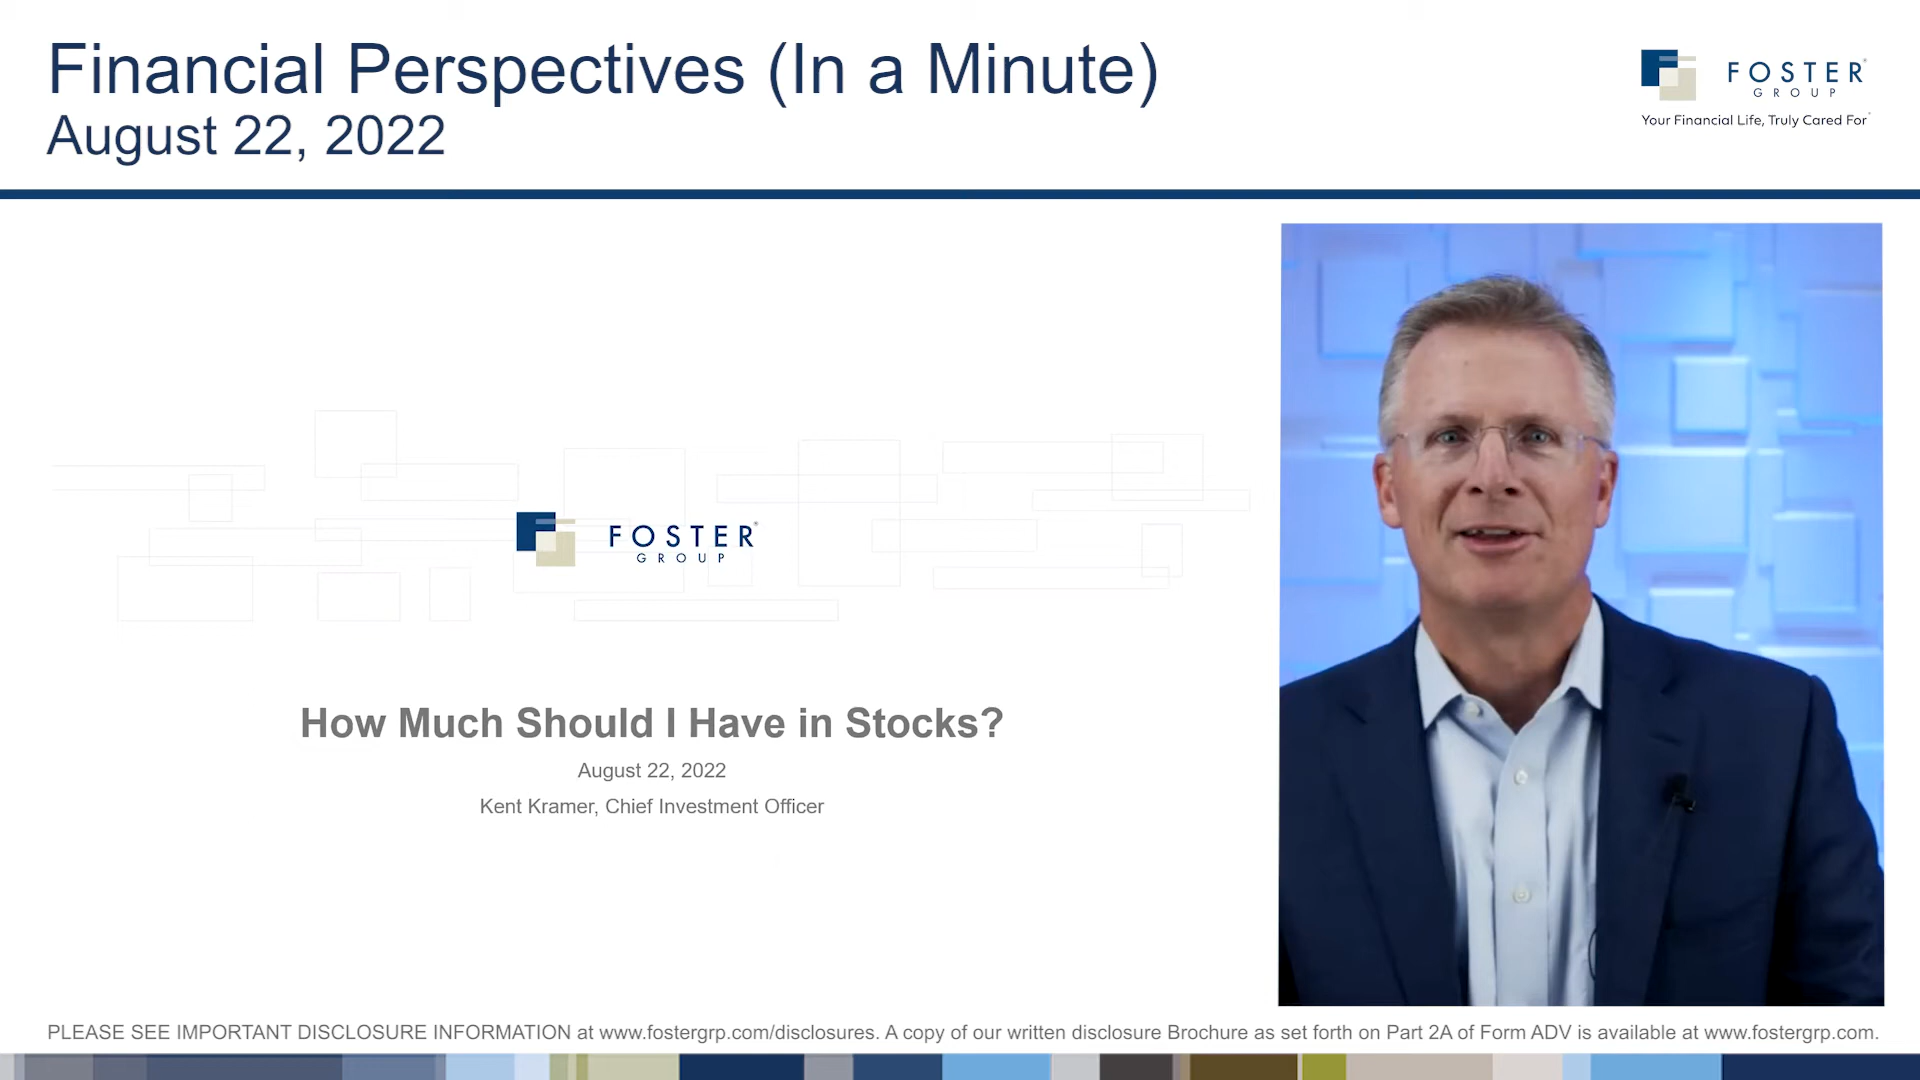 Financial Perspectives (In a Minute)
August 22, 2022
FOSTER®
GROUP
Your Financial Life, Truly Cared For
FOSTER®
GROUP
How Much Should I Have in Stocks?
August 22, 2022
Kent Kramer, Chief Investment Officer
PLEASE SEE IMPORTANT DISCLOSURE INFORMATION at www.fostergrp.com/disclosures. A copy of our written disclosure Brochure as set forth on Part 2A of Form ADV is available at www.fostergrp.com.